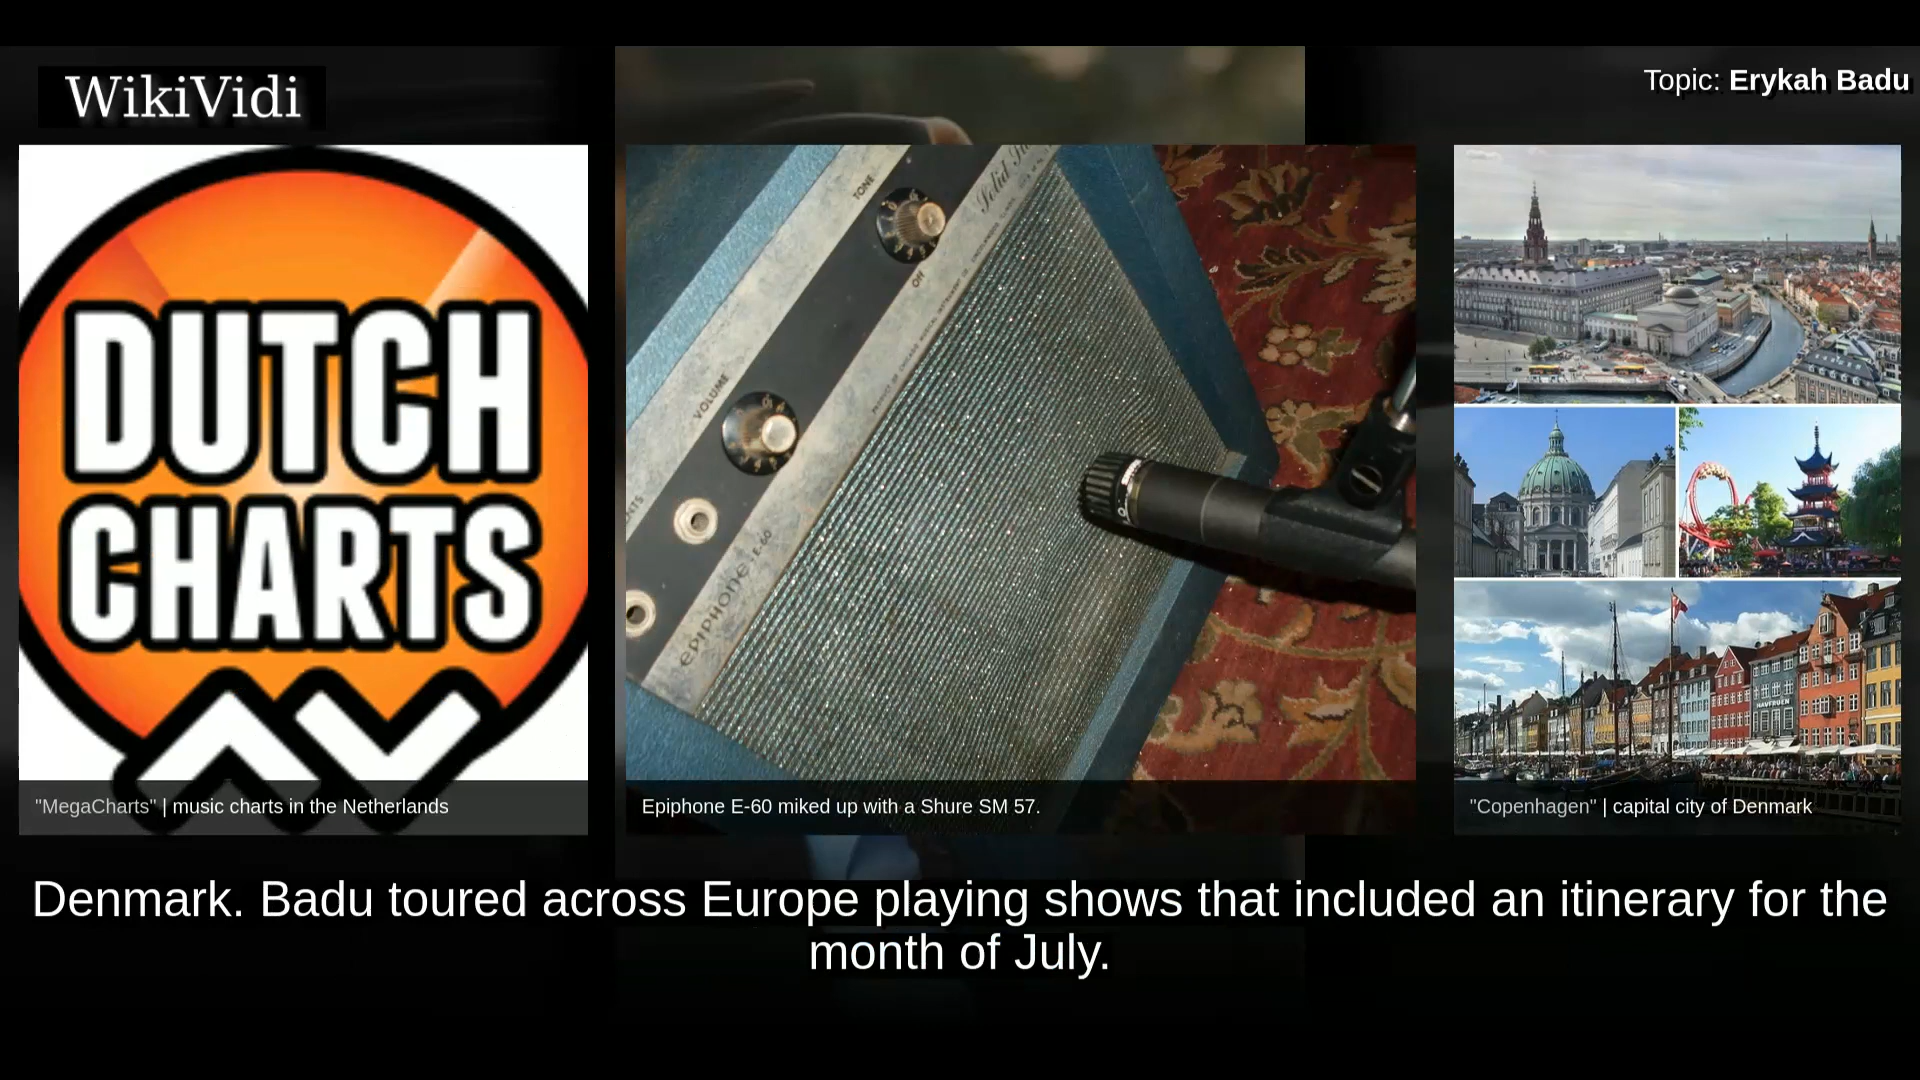 WikiVidi
Topic: Erykah Badu
DUTCH
CHARTS
TONE
VOLUME
ON
epiphone E-60
HAVFRUEN
"MegaCharts" | music charts in the Netherlands
Epiphone E-60 miked up with a Shure SM 57.
"Copenhagen" | capital city of Denmark
Denmark. Badu toured across Europe playing shows that included an itinerary for the
month of July.